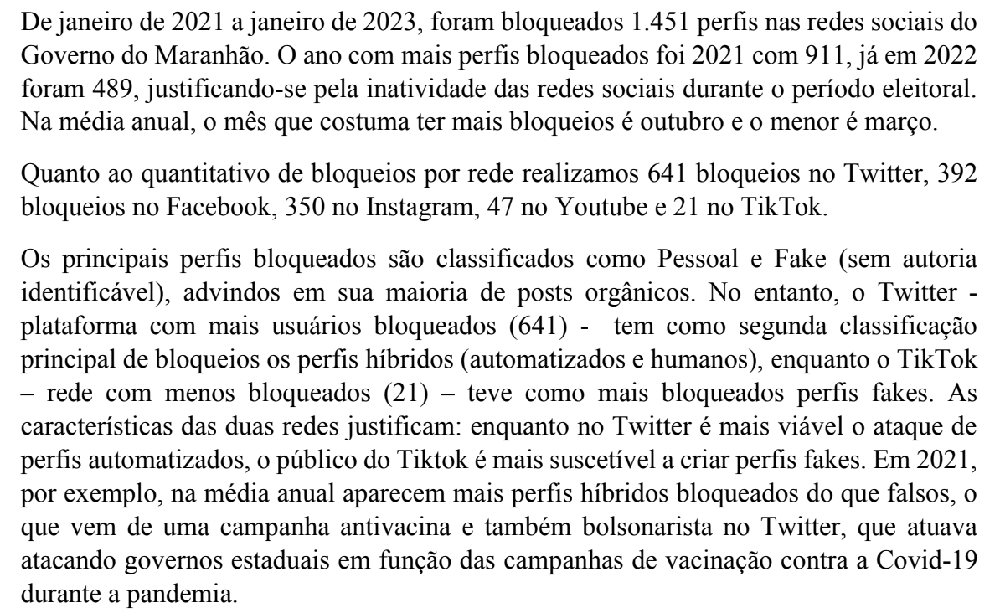 De janeiro de 2021 a janeiro de 2023, foram bloqueados 1.451 perfis nas redes sociais do
Governo do Maranhão. O ano com mais perfis bloqueados foi 2021 com 911, já em 2022
foram 489, justificando-se pela inatividade das redes sociais durante o período eleitoral.
Na média anual, o mês que costuma ter mais bloqueios é outubro e o menor é março.
Quanto ao quantitativo de bloqueios por rede realizamos 641 bloqueios no Twitter, 392
bloqueios no Facebook, 350 no Instagram, 47 no Youtube e 21 no TikTok.
Os principais perfis bloqueados são classificados como Pessoal e Fake (sem autoria
identificável), advindos em sua maioria de posts orgânicos. No entanto, o Twitter -
plataforma com mais usuários bloqueados (641) - tem como segunda classificação
principal de bloqueios os perfis híbridos (automatizados e humanos), enquanto o TikTok
– rede com menos bloqueados (21) – teve como mais bloqueados perfis fakes. As
características das duas redes justificam: enquanto no Twitter é mais viável o ataque de
perfis automatizados, o público do Tiktok é mais suscetível a criar perfis fakes. Em 2021,
por exemplo, na média anual aparecem mais perfis híbridos bloqueados do que falsos, o
que vem de uma campanha antivacina e também bolsonarista no Twitter, que atuava
atacando governos estaduais em função das campanhas de vacinação contra a Covid-19
durante a pandemia.